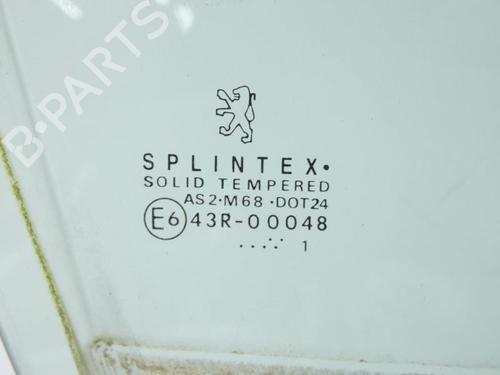 B-PARTS
SPLINTEX·
SOLID TEMPERED
AS2·M68·DOT24
E6 43R-00048
....∵ 1